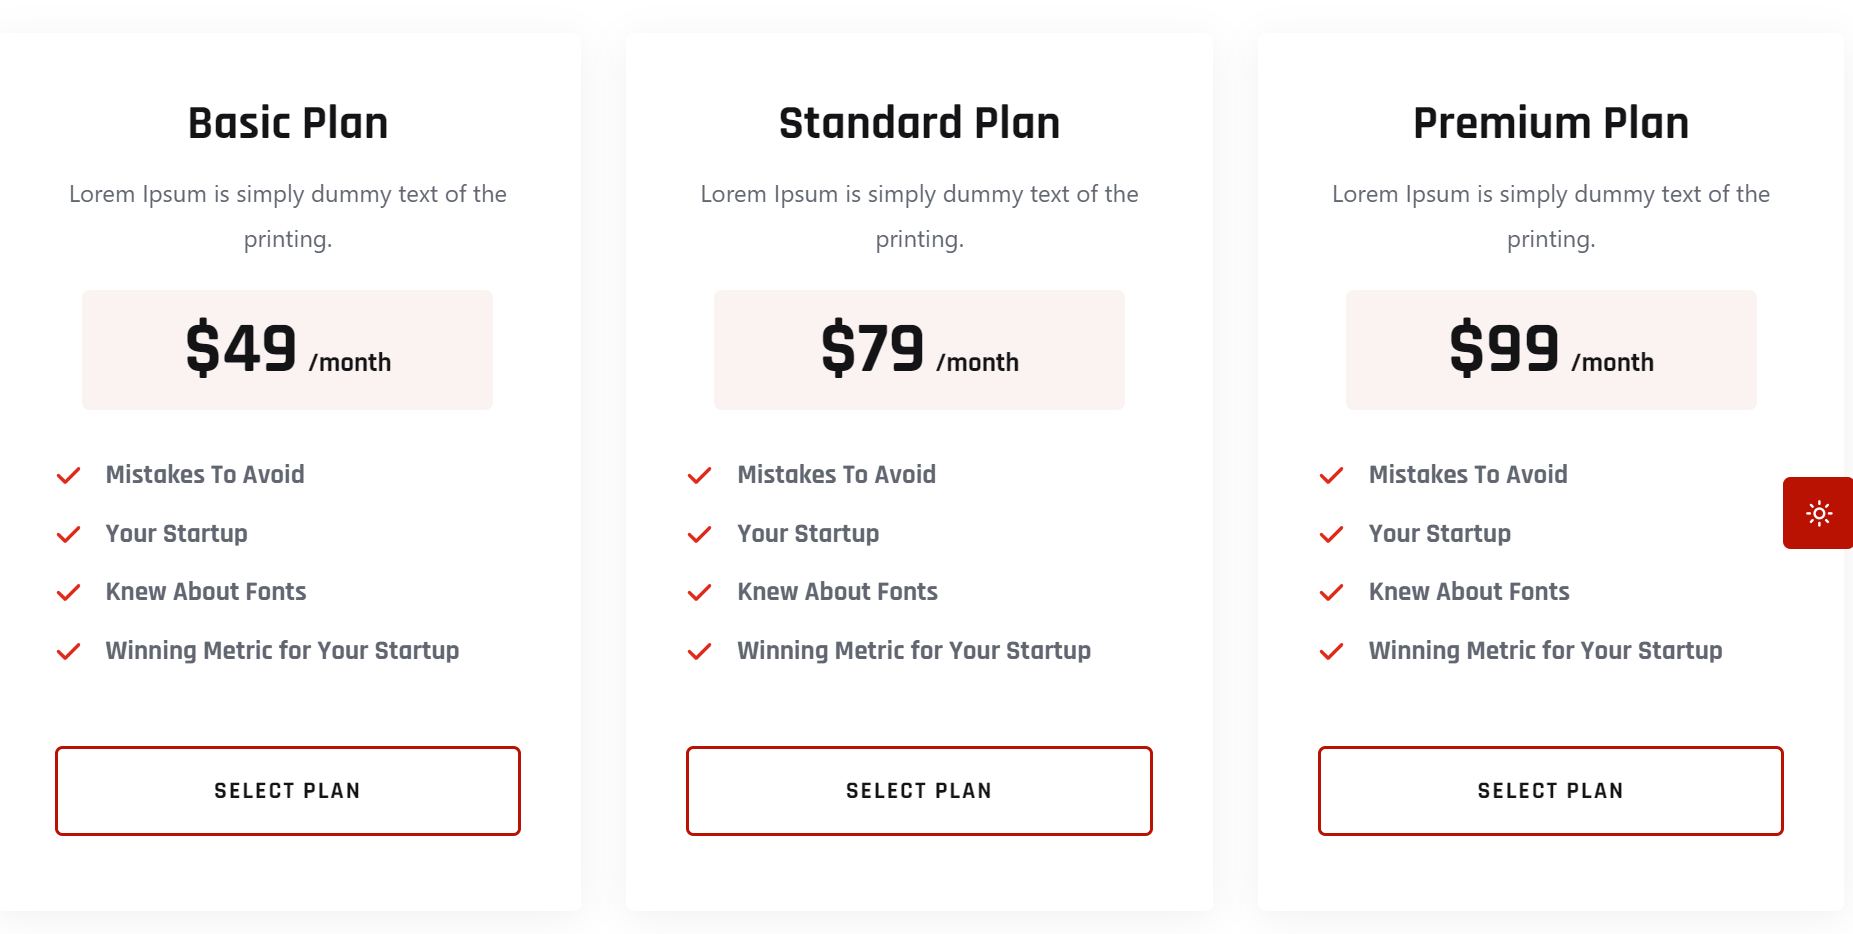 Basic Plan
Lorem Ipsum is simply dummy text of the
printing.
$49 /month
Mistakes To Avoid
Your Startup
Knew About Fonts
Winning Metric for Your Startup
SELECT PLAN
Standard Plan
Lorem Ipsum is simply dummy text of the
printing.
$79 /month
Mistakes To Avoid
Your Startup
Knew About Fonts
Winning Metric for Your Startup
SELECT PLAN
Premium Plan
Lorem Ipsum is simply dummy text of the
printing.
$99 /month
Mistakes To Avoid
Your Startup
Knew About Fonts
Winning Metric for Your Startup
SELECT PLAN